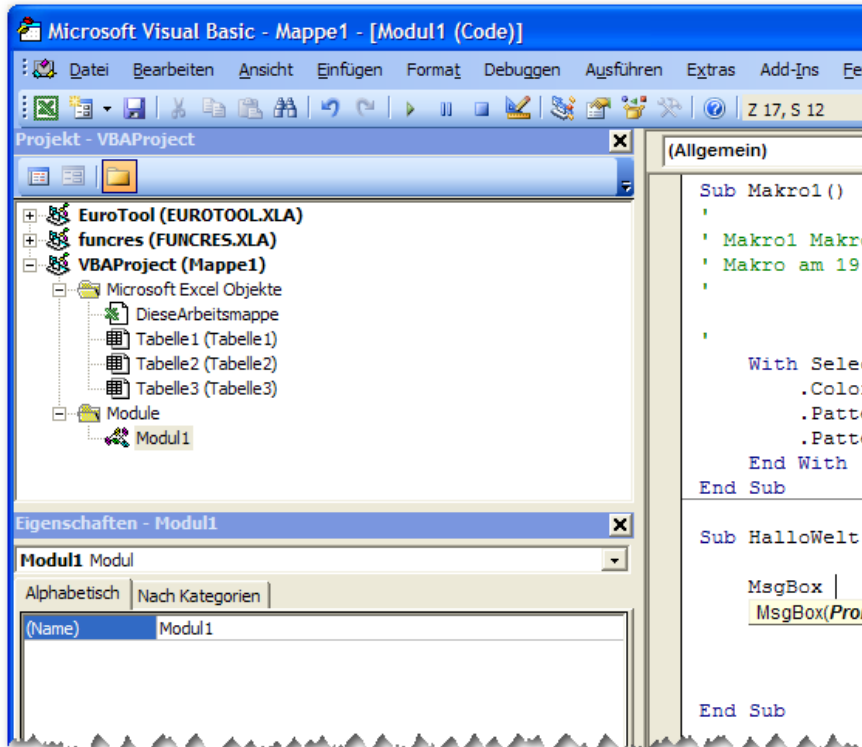 Microsoft Visual Basic - Mappe1 - [Modul1 (Code)]
Datei Bearbeiten Ansicht Einfügen Format Debuggen Ausführen Extras Add-Ins Fe
Z 17, S 12
Projekt - VBAProject
EuroTool (EUROTOOL.XLA)
funcres (FUNCRES.XLA)
VBAProject (Mappe1)
Microsoft Excel Objekte
DieseArbeitsmappe
Tabelle1 (Tabelle1)
Tabelle2 (Tabelle2)
Tabelle3 (Tabelle3)
Module
Modul1
Eigenschaften - Modul1
Modul1 Modul
Alphabetisch Nach Kategorien
(Name) Modul1
(Allgemein)
Sub Makro1()
'
' Makro1 Makro
' Makro am 19
'
'
With Selec
.Color
.Patte
.Patte
End With
End Sub
Sub HalloWelt
MsgBox
MsgBox(Pro
End Sub